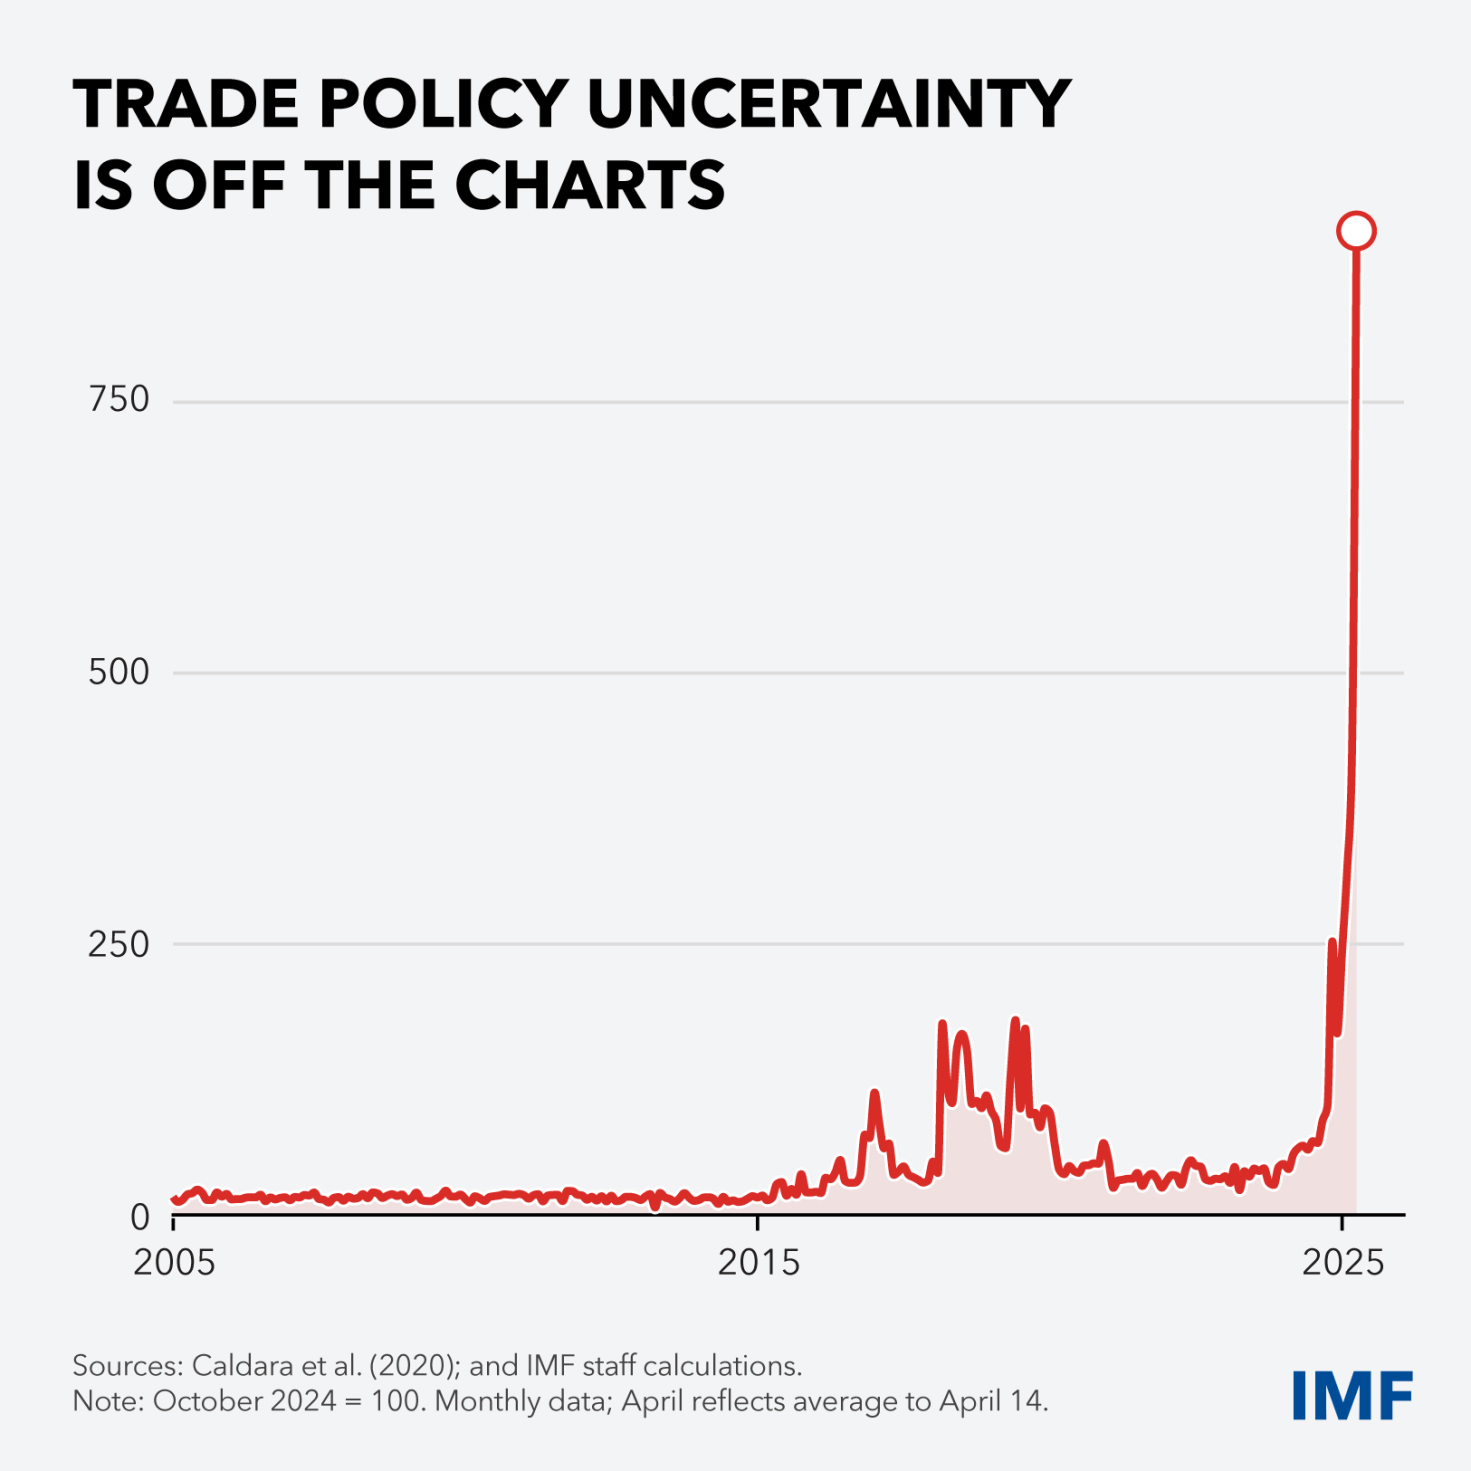 TRADE POLICY UNCERTAINTY
IS OFF THE CHARTS
750
500
250
0
2005
2015
2025
Sources: Caldara et al. (2020); and IMF staff calculations.
Note: October 2024 = 100. Monthly data; April reflects average to April 14.
IMF